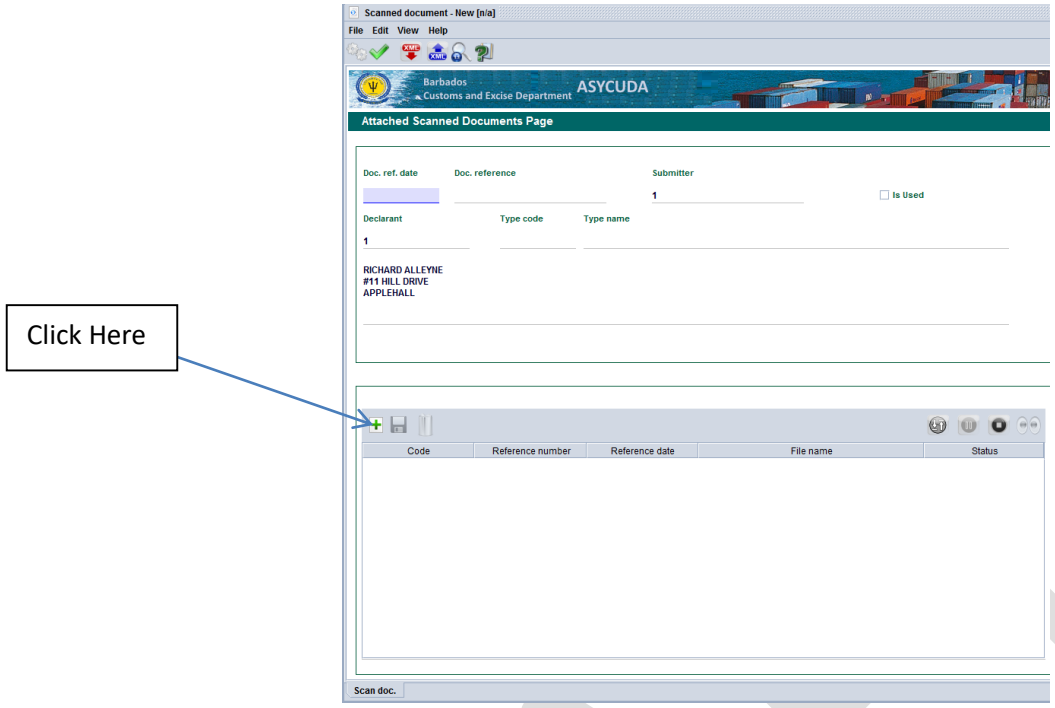 Scanned document - New [n/a]
File Edit View Help
XML XML
Barbados
Customs and Excise Department
ASYCUDA
Attached Scanned Documents Page
Doc. ref. date Doc. reference Submitter
1
Is Used
Declarant Type code Type name
1
RICHARD ALLEYNE
#11 HILL DRIVE
APPLEHALL
Click Here
Code Reference number Reference date File name Status
Scan doc.